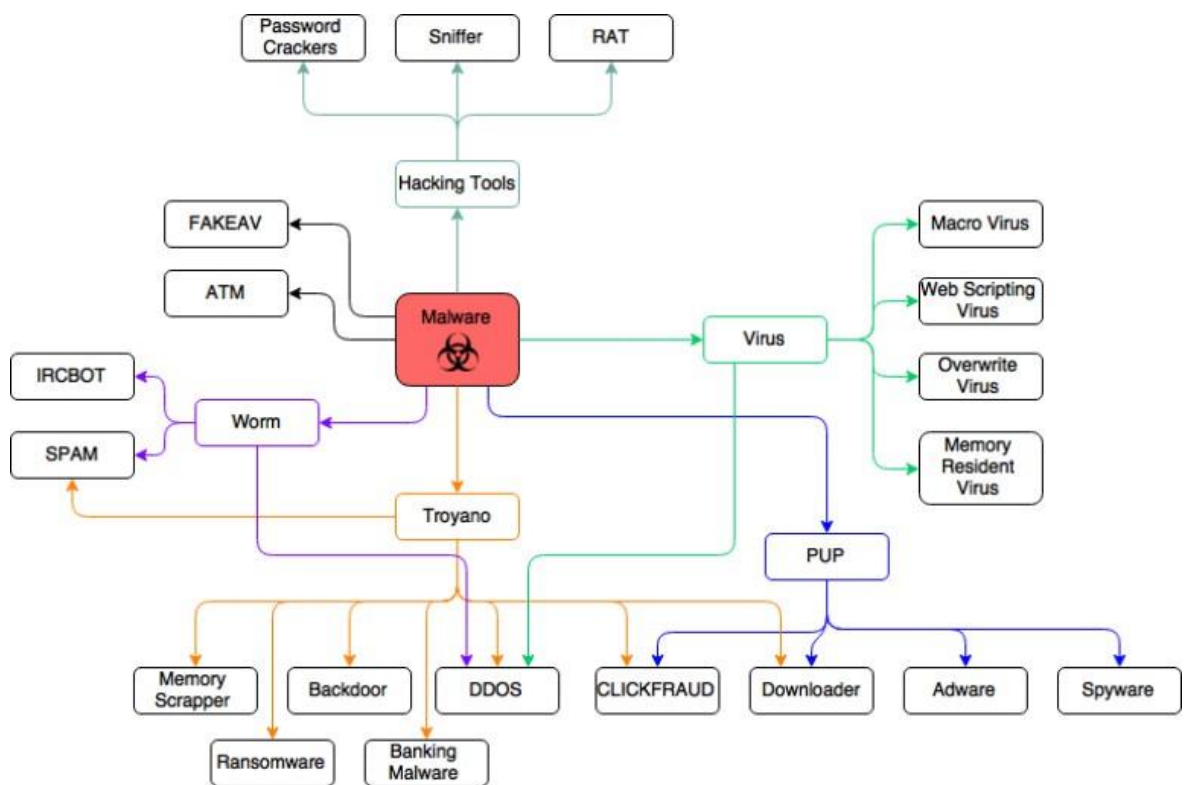 Password
Crackers
Sniffer
RAT
Hacking Tools
FAKEAV
Macro Virus
ATM
Malware
Web Scripting
Virus
Virus
IRCBOT
Overwrite
Virus
Worm
SPAM
Memory
Resident
Virus
Troyano
PUP
Memory
Scrapper
Backdoor
DDOS
CLICKFRAUD
Downloader
Adware
Spyware
Ransomware
Banking
Malware